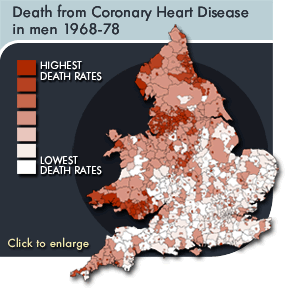 Death from Coronary Heart Disease
in men 1968-78
HIGHEST
DEATH RATES
LOWEST
DEATH RATES
Click to enlarge